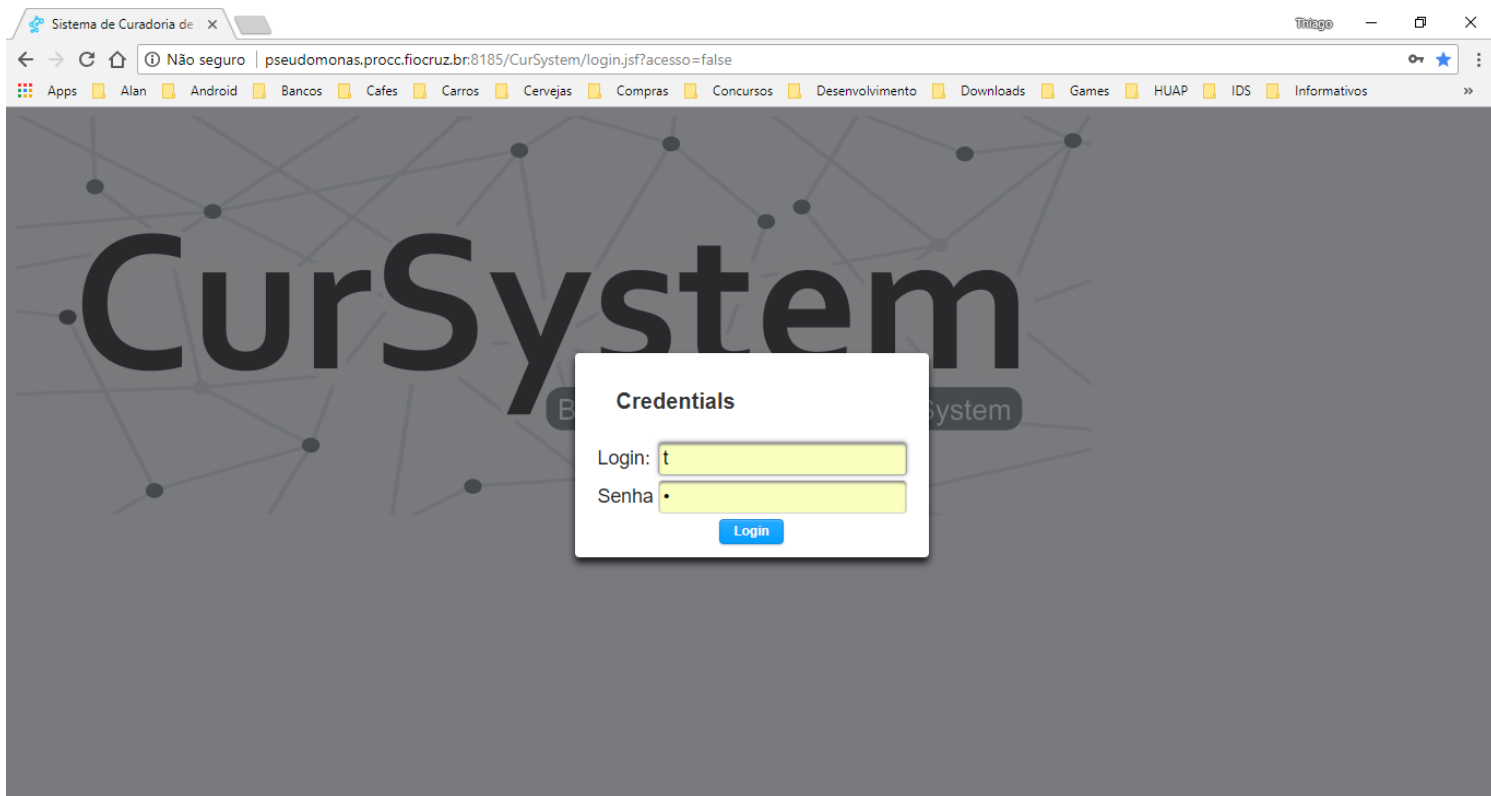 Sistema de Curadoria de
Thiago
Não seguro | pseudomonas.procc.fiocruz.br:8185/CurSystem/login.jsf?acesso=false
Apps Alan Android Bancos Cafes Carros Cervejas Compras Concursos Desenvolvimento Downloads Games HUAP IDS Informativos »
CurSystem
B System
Credentials
Login: t
Senha •
Login